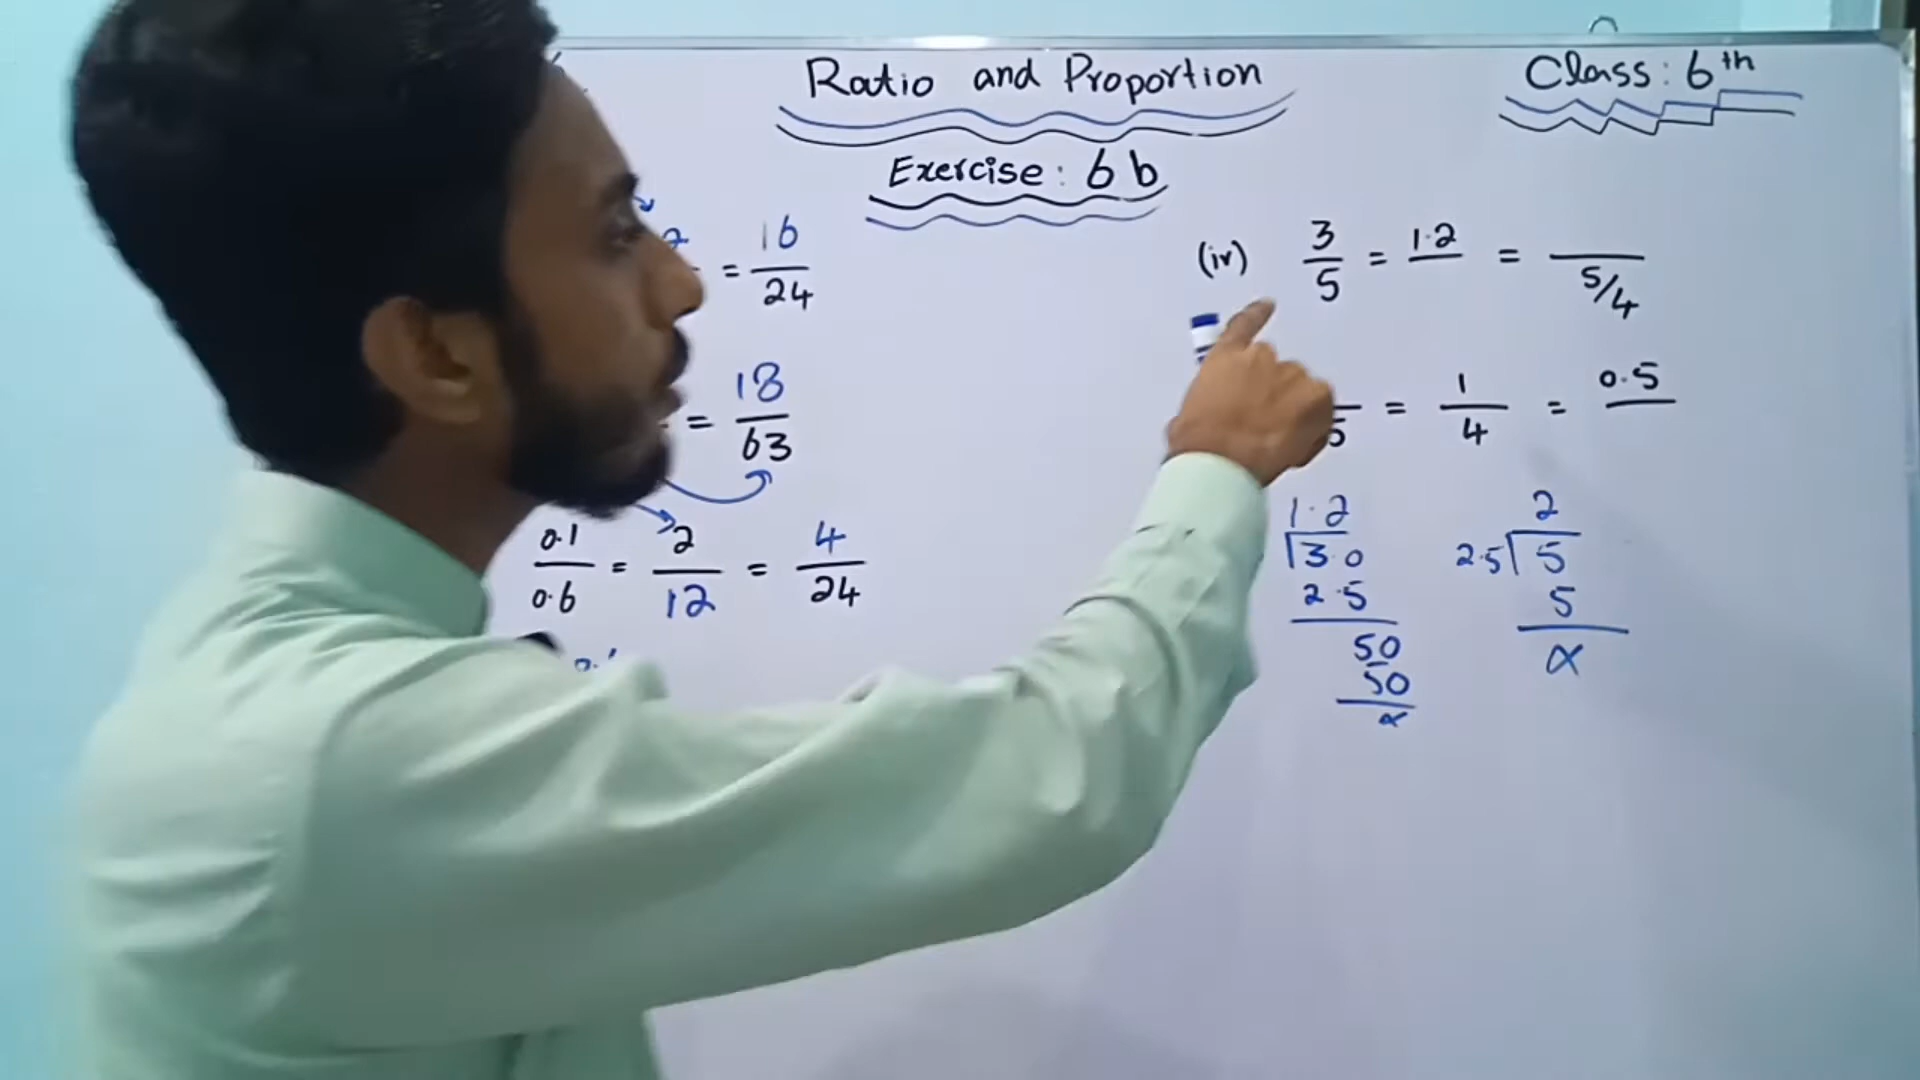 Ratio and Proportion
Class: 6th
Exercise: 6 b
2 = 16/24
= 18/63
0.1/0.6 = 2/12 = 4/24
(iv) 3/5 = 1.2/ = /5/4
/5 = 1/4 = 0.5/
1.2
3.0
2.5
50
50
x
2
2.5 5
5
x